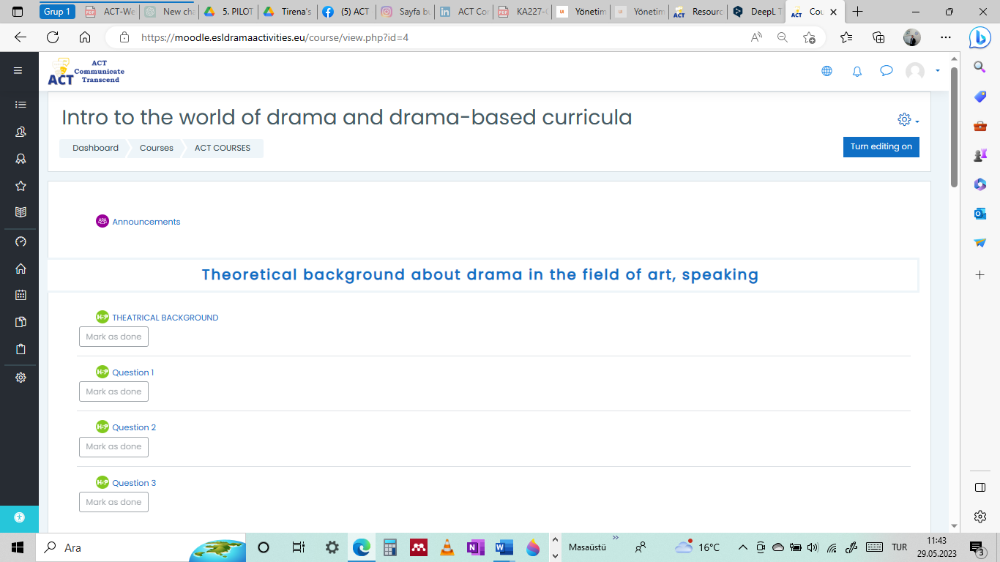 Grup 1
ACT-We
New cha
5. PILOT
Tirena's
(5) ACT
Sayfa bu
ACT Cor
KA227-
Yönetim
Yönetim
Resourc
DeepL T
Cou
https://moodle.esldramaactivities.eu/course/view.php?id=4
ACT
ACT
Communicate
Transcend
Intro to the world of drama and drama-based curricula
Dashboard
Courses
ACT COURSES
Turn editing on
Announcements
Theoretical background about drama in the field of art, speaking
H-P THEATRICAL BACKGROUND
Mark as done
H-P Question 1
Mark as done
H-P Question 2
Mark as done
H-P Question 3
Mark as done
Ara
Masaüstü
16°C
TUR
11:43
29.05.2023
3